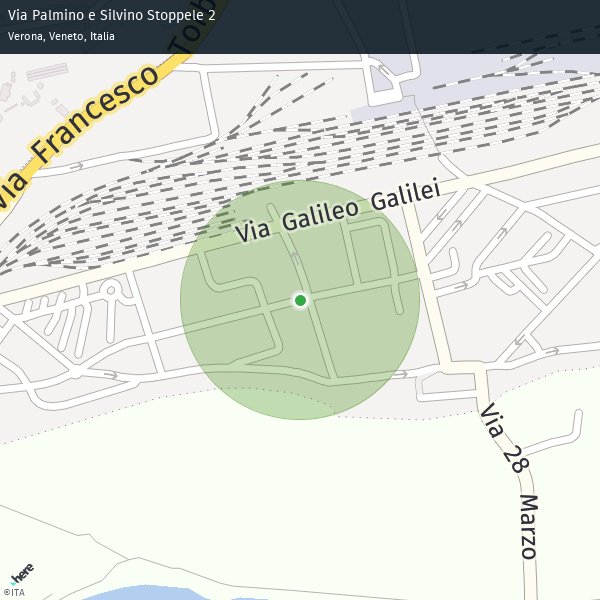 Via Palmino e Silvino Stoppele 2
Verona, Veneto, Italia
Via Francesco Tob
Via Galileo Galilei
Via 28 Marzo
here
©ITA